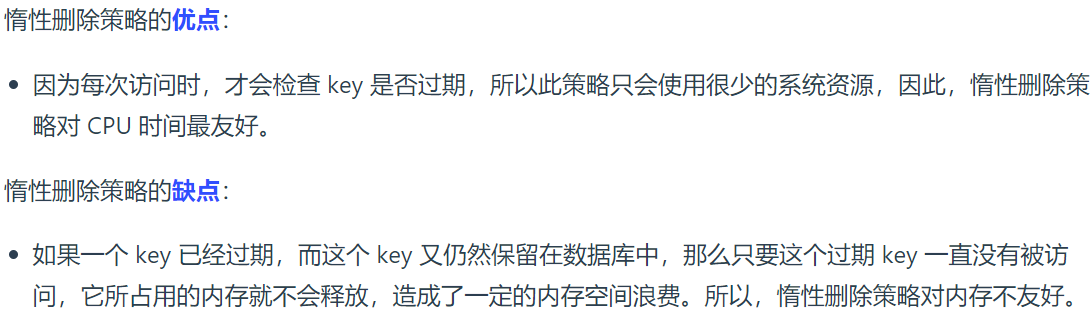 惰性删除策略的优点：
因为每次访问时，才会检查 key 是否过期，所以此策略只会使用很少的系统资源，因此，惰性删除策
略对 CPU 时间最友好。
惰性删除策略的缺点：
如果一个 key 已经过期，而这个 key 又仍然保留在数据库中，那么只要这个过期 key 一直没有被访
问，它所占用的内存就不会释放，造成了一定的内存空间浪费。所以，惰性删除策略对内存不友好。